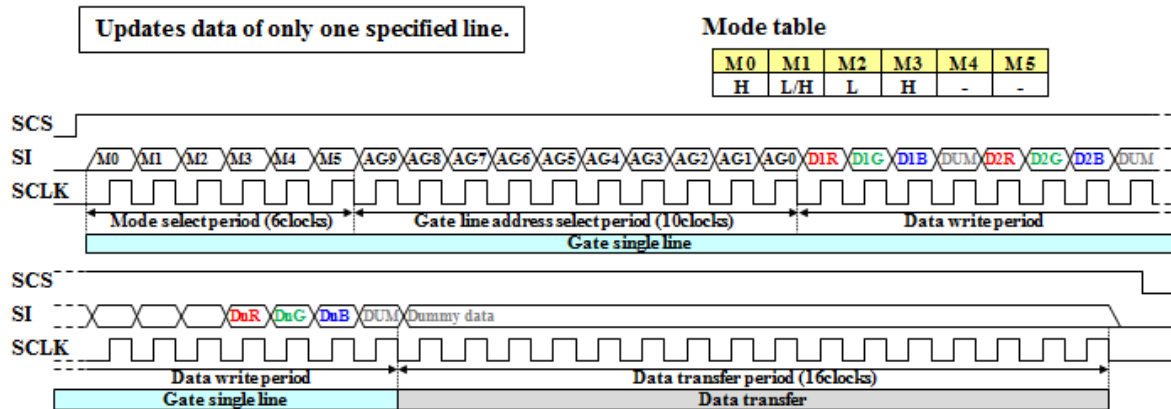 Updates data of only one specified line.
Mode table
M0 M1 M2 M3 M4 M5
H L/H L H - -
SCS
SI M0 M1 M2 M3 M4 M5 AG9 AG8 AG7 AG6 AG5 AG4 AG3 AG2 AG1 AG0 D1R D1G D1B DUM D2R D2G D2B DUM
SCLK
Mode select period (6clocks) Gate line address select period (10clocks) Data write period
Gate single line
SCS
SI DnR DnG DnB DUM Dummy data
SCLK
Data write period Data transfer period (16clocks)
Gate single line Data transfer